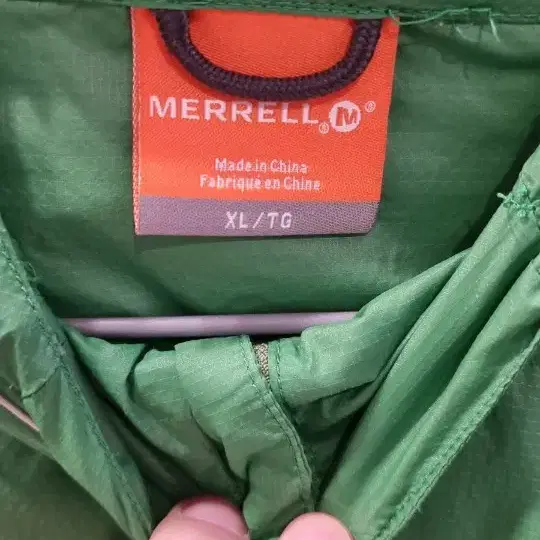 MERRELL® M®
Made in China
Fabriqué en Chine
XL/TG